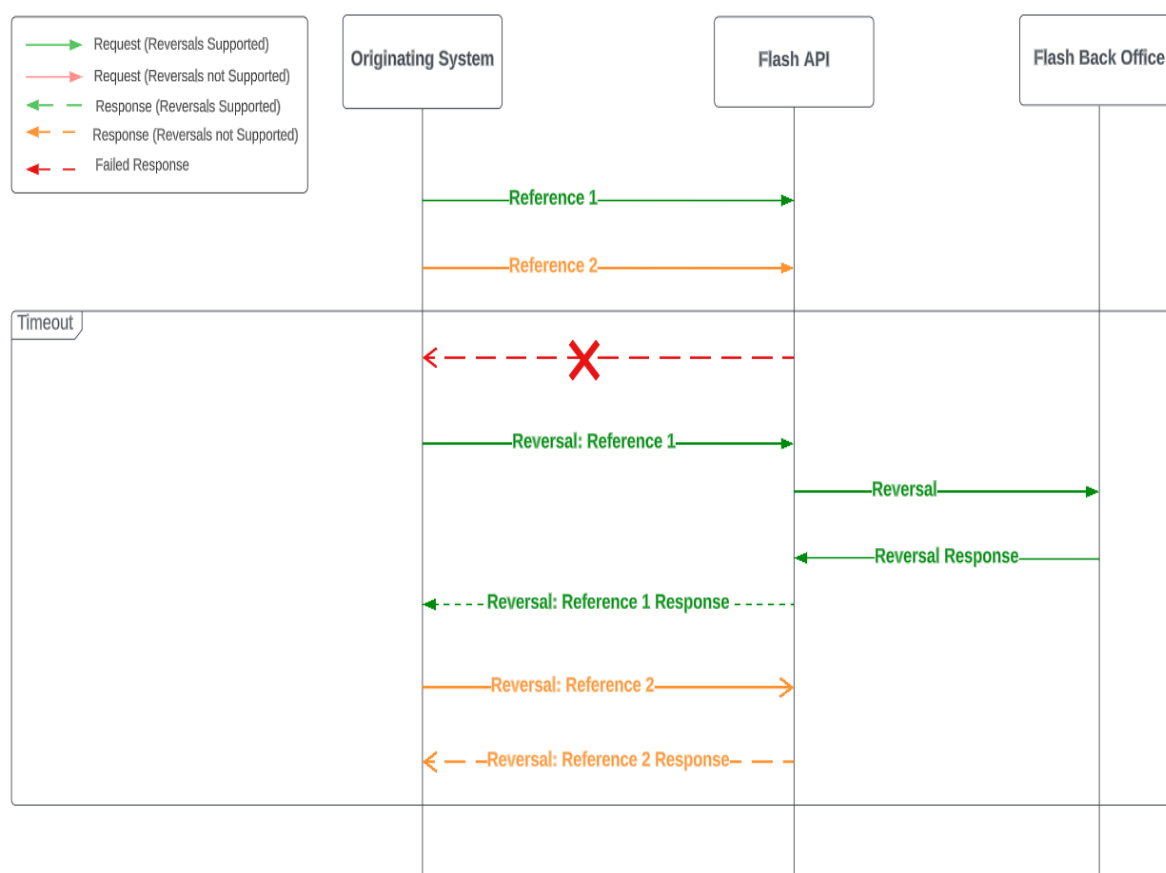 Request (Reversals Supported)
Request (Reversals not Supported)
Response (Reversals Supported)
Response (Reversals not Supported)
Failed Response
Originating System
Flash API
Flash Back Office
Reference 1
Reference 2
Timeout
Reversal: Reference 1
Reversal
Reversal Response
Reversal: Reference 1 Response
Reversal: Reference 2
Reversal: Reference 2 Response